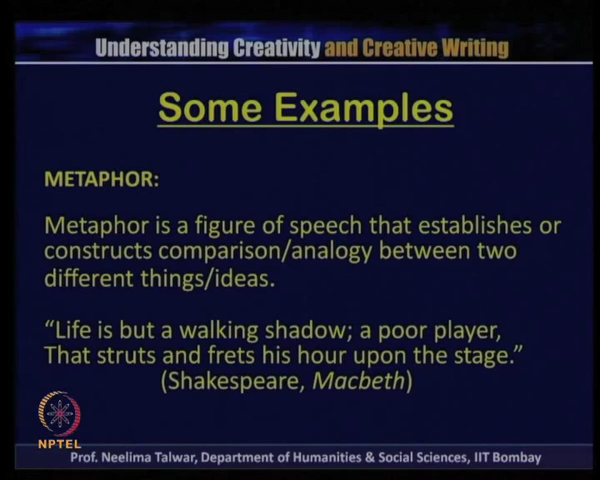 Understanding Creativity and Creative Writing
Some Examples
METAPHOR:
Metaphor is a figure of speech that establishes or
constructs comparison/analogy between two
different things/ideas.
“Life is but a walking shadow; a poor player,
That struts and frets his hour upon the stage.”
(Shakespeare, Macbeth)
NPTEL
Prof. Neelima Talwar, Department of Humanities & Social Sciences, IIT Bombay